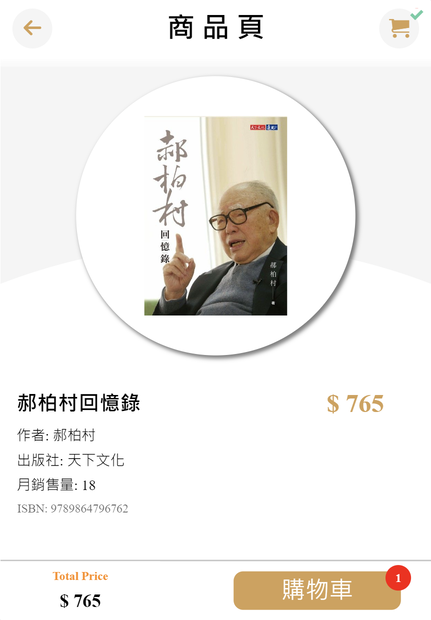 商品頁
郝柏村
回憶錄
郝柏村
郝柏村回憶錄
$ 765
作者: 郝柏村
出版社: 天下文化
月銷售量: 18
ISBN: 9789864796762
Total Price
$ 765
購物車
1